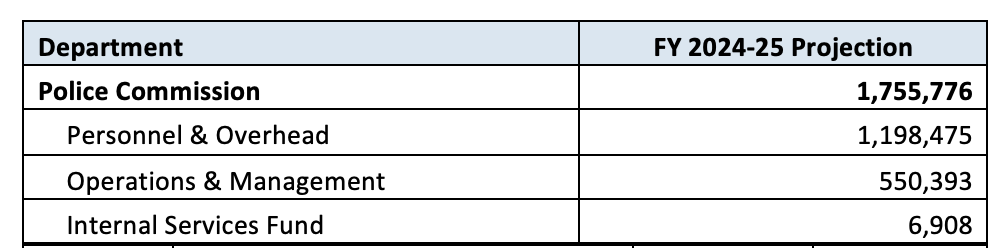 Department FY 2024-25 Projection
Police Commission 1,755,776
Personnel & Overhead 1,198,475
Operations & Management 550,393
Internal Services Fund 6,908